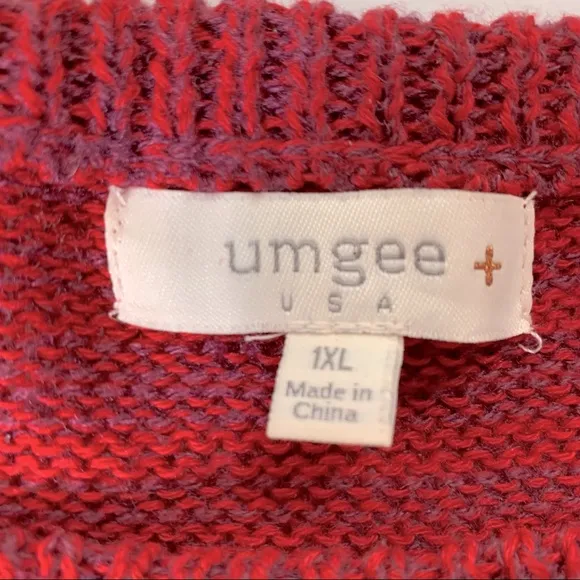 umgee +
USA
1XL
Made in
China